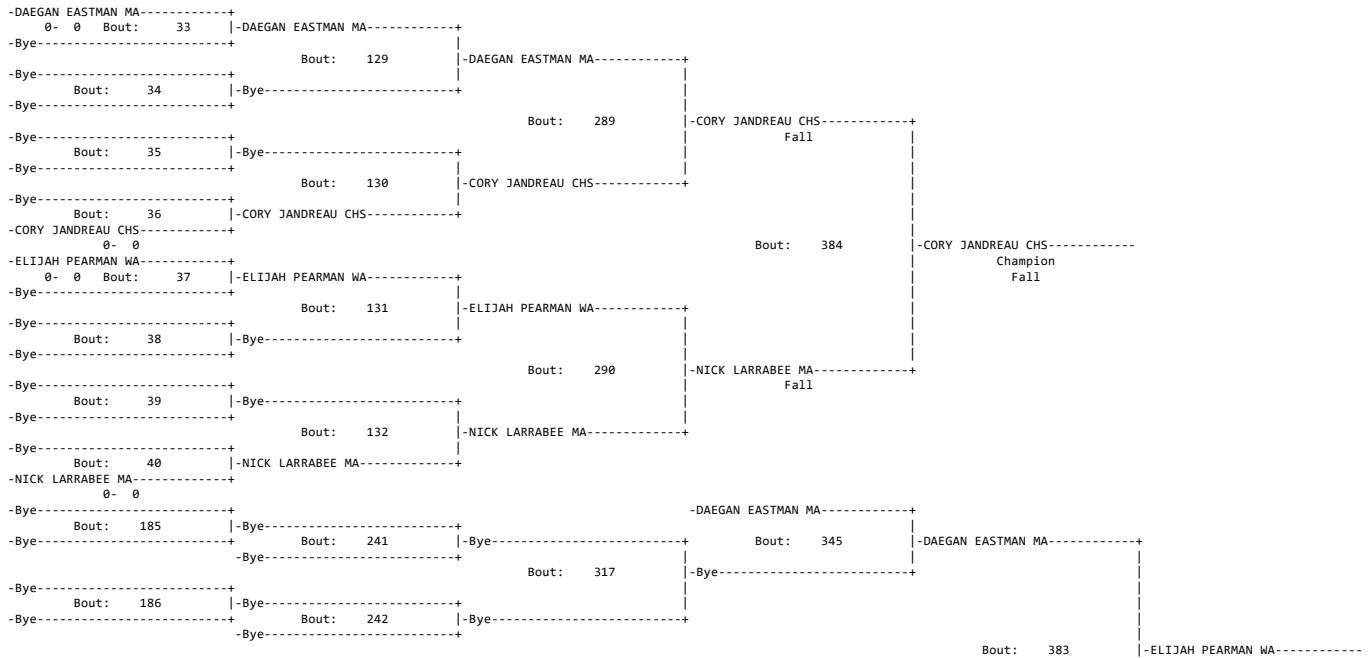 -DAEGAN EASTMAN MA------------+
0- 0 Bout: 33 |-DAEGAN EASTMAN MA------------+
-Bye--------------------------+ |
Bout: 129 |-DAEGAN EASTMAN MA------------+
-Bye--------------------------+ | |
Bout: 34 |-Bye--------------------------+ |
-Bye--------------------------+ |
Bout: 289 |-CORY JANDREAU CHS------------+
-Bye--------------------------+ | Fall |
Bout: 35 |-Bye--------------------------+ | |
-Bye--------------------------+ | | |
Bout: 130 |-CORY JANDREAU CHS------------+ |
-Bye--------------------------+ | |
Bout: 36 |-CORY JANDREAU CHS------------+ |
-CORY JANDREAU CHS------------+ |
0- 0 Bout: 384 |-CORY JANDREAU CHS------------
-ELIJAH PEARMAN WA------------+ | Champion
0- 0 Bout: 37 |-ELIJAH PEARMAN WA------------+ | Fall
-Bye--------------------------+ | |
Bout: 131 |-ELIJAH PEARMAN WA------------+ |
-Bye--------------------------+ | | |
Bout: 38 |-Bye--------------------------+ | |
-Bye--------------------------+ | |
Bout: 290 |-NICK LARRABEE MA-------------+
-Bye--------------------------+ | Fall
Bout: 39 |-Bye--------------------------+ |
-Bye--------------------------+ | |
Bout: 132 |-NICK LARRABEE MA-------------+
-Bye--------------------------+ |
Bout: 40 |-NICK LARRABEE MA-------------+
-NICK LARRABEE MA-------------+
0- 0
-Bye--------------------------+ -DAEGAN EASTMAN MA------------+
Bout: 185 |-Bye--------------------------+ |
-Bye--------------------------+ Bout: 241 |-Bye--------------------------+ Bout: 345 |-DAEGAN EASTMAN MA------------+
-Bye--------------------------+ | | |
Bout: 317 |-Bye--------------------------+ |
-Bye--------------------------+ | |
Bout: 186 |-Bye--------------------------+ | |
-Bye--------------------------+ Bout: 242 |-Bye--------------------------+ |
-Bye--------------------------+ |
Bout: 383 |-ELIJAH PEARMAN WA------------